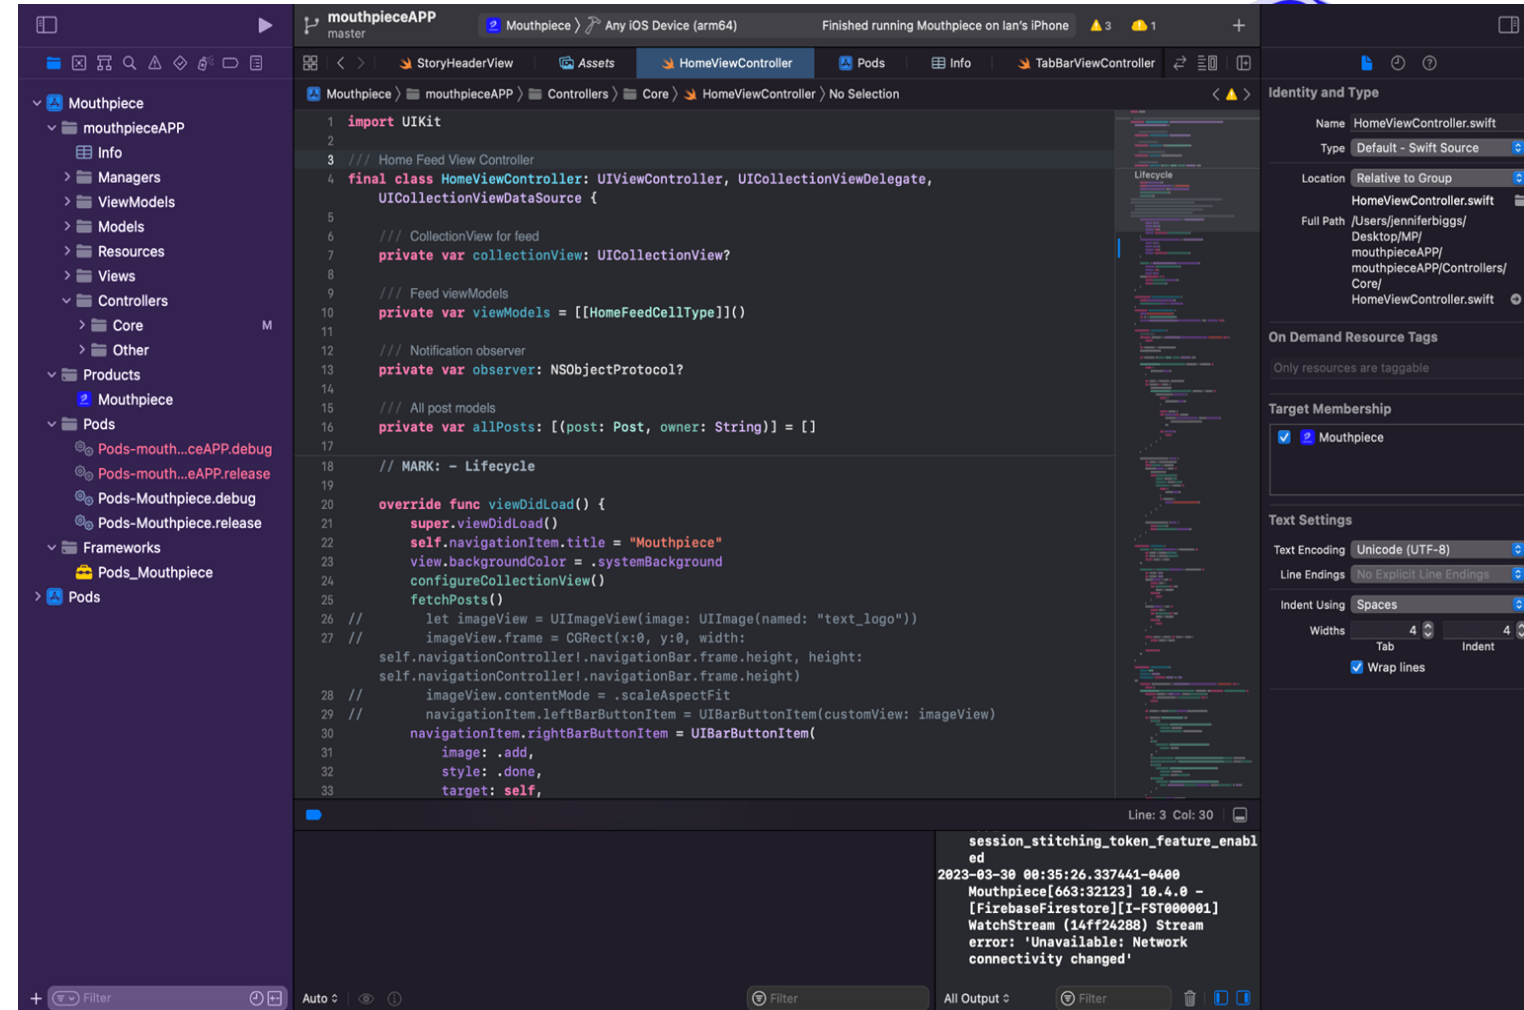 mouthpieceAPP
master
Mouthpiece 〉 Any iOS Device (arm64)
Finished running Mouthpiece on Ian's iPhone
3
1
StoryHeaderView
Assets
HomeViewController
Pods
Info
TabBarViewController
Mouthpiece 〉 mouthpieceAPP 〉 Controllers 〉 Core 〉 HomeViewController 〉 No Selection
Mouthpiece
mouthpieceAPP
Info
Managers
ViewModels
Models
Resources
Views
Controllers
Core M
Other
Products
Mouthpiece
Pods
Pods-mouth...ceAPP.debug
Pods-mouth...eAPP.release
Pods-Mouthpiece.debug
Pods-Mouthpiece.release
Frameworks
Pods_Mouthpiece
Pods
Filter
1 import UIKit
2
3 /// Home Feed View Controller
4 final class HomeViewController: UIViewController, UICollectionViewDelegate,
UICollectionViewDataSource {
5
6 /// CollectionView for feed
7 private var collectionView: UICollectionView?
8
9 /// Feed viewModels
10 private var viewModels = [[HomeFeedCellType]]()
11
12 /// Notification observer
13 private var observer: NSObjectProtocol?
14
15 /// All post models
16 private var allPosts: [(post: Post, owner: String)] = []
17
18 // MARK: - Lifecycle
19
20 override func viewDidLoad() {
21 super.viewDidLoad()
22 self.navigationItem.title = "Mouthpiece"
23 view.backgroundColor = .systemBackground
24 configureCollectionView()
25 fetchPosts()
26 // let imageView = UIImageView(image: UIImage(named: "text_logo"))
27 // imageView.frame = CGRect(x:0, y:0, width:
self.navigationController!.navigationBar.frame.height, height:
self.navigationController!.navigationBar.frame.height)
28 // imageView.contentMode = .scaleAspectFit
29 // navigationItem.leftBarButtonItem = UIBarButtonItem(customView: imageView)
30 navigationItem.rightBarButtonItem = UIBarButtonItem(
31 image: .add,
32 style: .done,
33 target: self,
Lifecycle
Line: 3 Col: 30
session_stitching_token_feature_enabl
ed
2023-03-30 00:35:26.337441-0400
Mouthpiece[663:32123] 10.4.0 -
[FirebaseFirestore][I-FST000001]
WatchStream (14ff24288) Stream
error: 'Unavailable: Network
connectivity changed'
Auto
Filter
All Output
Filter
Identity and Type
Name HomeViewController.swift
Type Default - Swift Source
Location Relative to Group
HomeViewController.swift
Full Path /Users/jenniferbiggs/
Desktop/MP/
mouthpieceAPP/
mouthpieceAPP/Controllers/
Core/
HomeViewController.swift
On Demand Resource Tags
Only resources are taggable
Target Membership
Mouthpiece
Text Settings
Text Encoding Unicode (UTF-8)
Line Endings No Explicit Line Endings
Indent Using Spaces
Widths 4 4
Tab Indent
Wrap lines